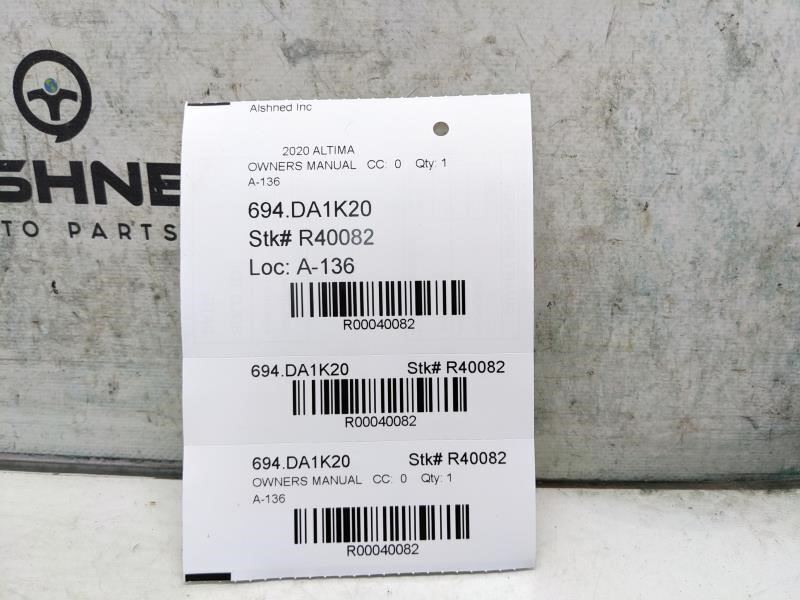 Alshned Inc
2020 ALTIMA
OWNERS MANUAL CC: 0 Qty: 1
A-136
694.DA1K20
Stk# R40082
Loc: A-136
R00040082
694.DA1K20 Stk# R40082
R00040082
694.DA1K20 Stk# R40082
OWNERS MANUAL CC: 0 Qty: 1
A-136
R00040082
SHNE
TO PARTS